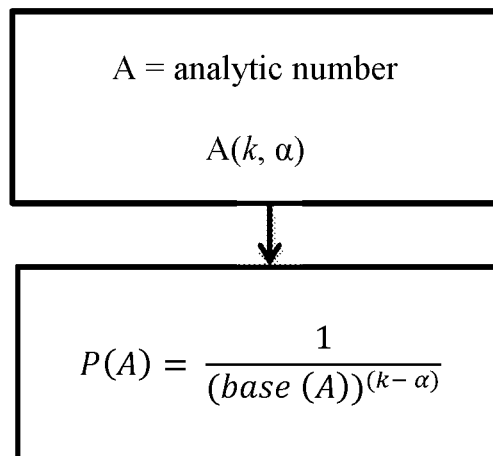 A = analytic number
A(k, α)
P(A) = 1 / (base (A))^(k− α)